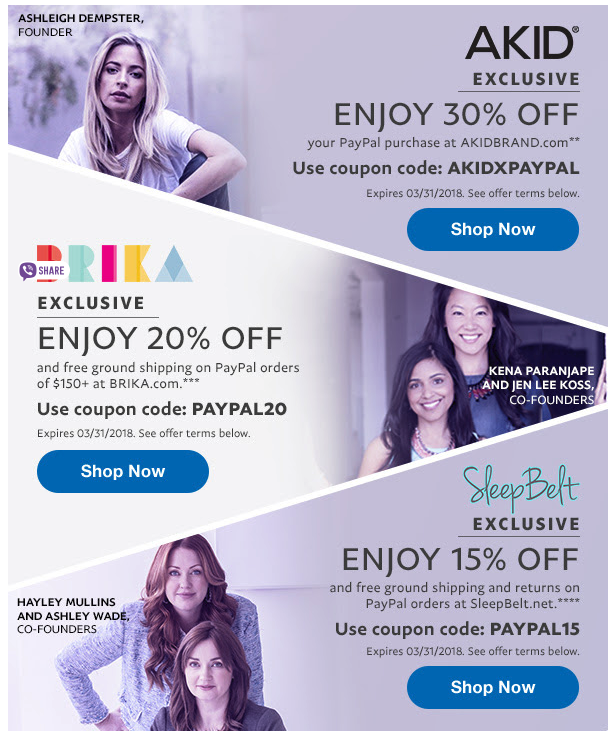 ASHLEIGH DEMPSTER,
FOUNDER
AKID®
EXCLUSIVE
ENJOY 30% OFF
your PayPal purchase at AKIDBRAND.com**
Use coupon code: AKIDXPAYPAL
Expires 03/31/2018. See offer terms below.
Shop Now
BRIKA
SHARE
EXCLUSIVE
ENJOY 20% OFF
and free ground shipping on PayPal orders
of $150+ at BRIKA.com.***
Use coupon code: PAYPAL20
Expires 03/31/2018. See offer terms below.
Shop Now
KENA PARANJAPE
AND JEN LEE KOSS,
CO-FOUNDERS
SleepBelt
EXCLUSIVE
ENJOY 15% OFF
and free ground shipping and returns on
PayPal orders at SleepBelt.net.****
Use coupon code: PAYPAL15
Expires 03/31/2018. See offer terms below.
Shop Now
HAYLEY MULLINS
AND ASHLEY WADE,
CO-FOUNDERS